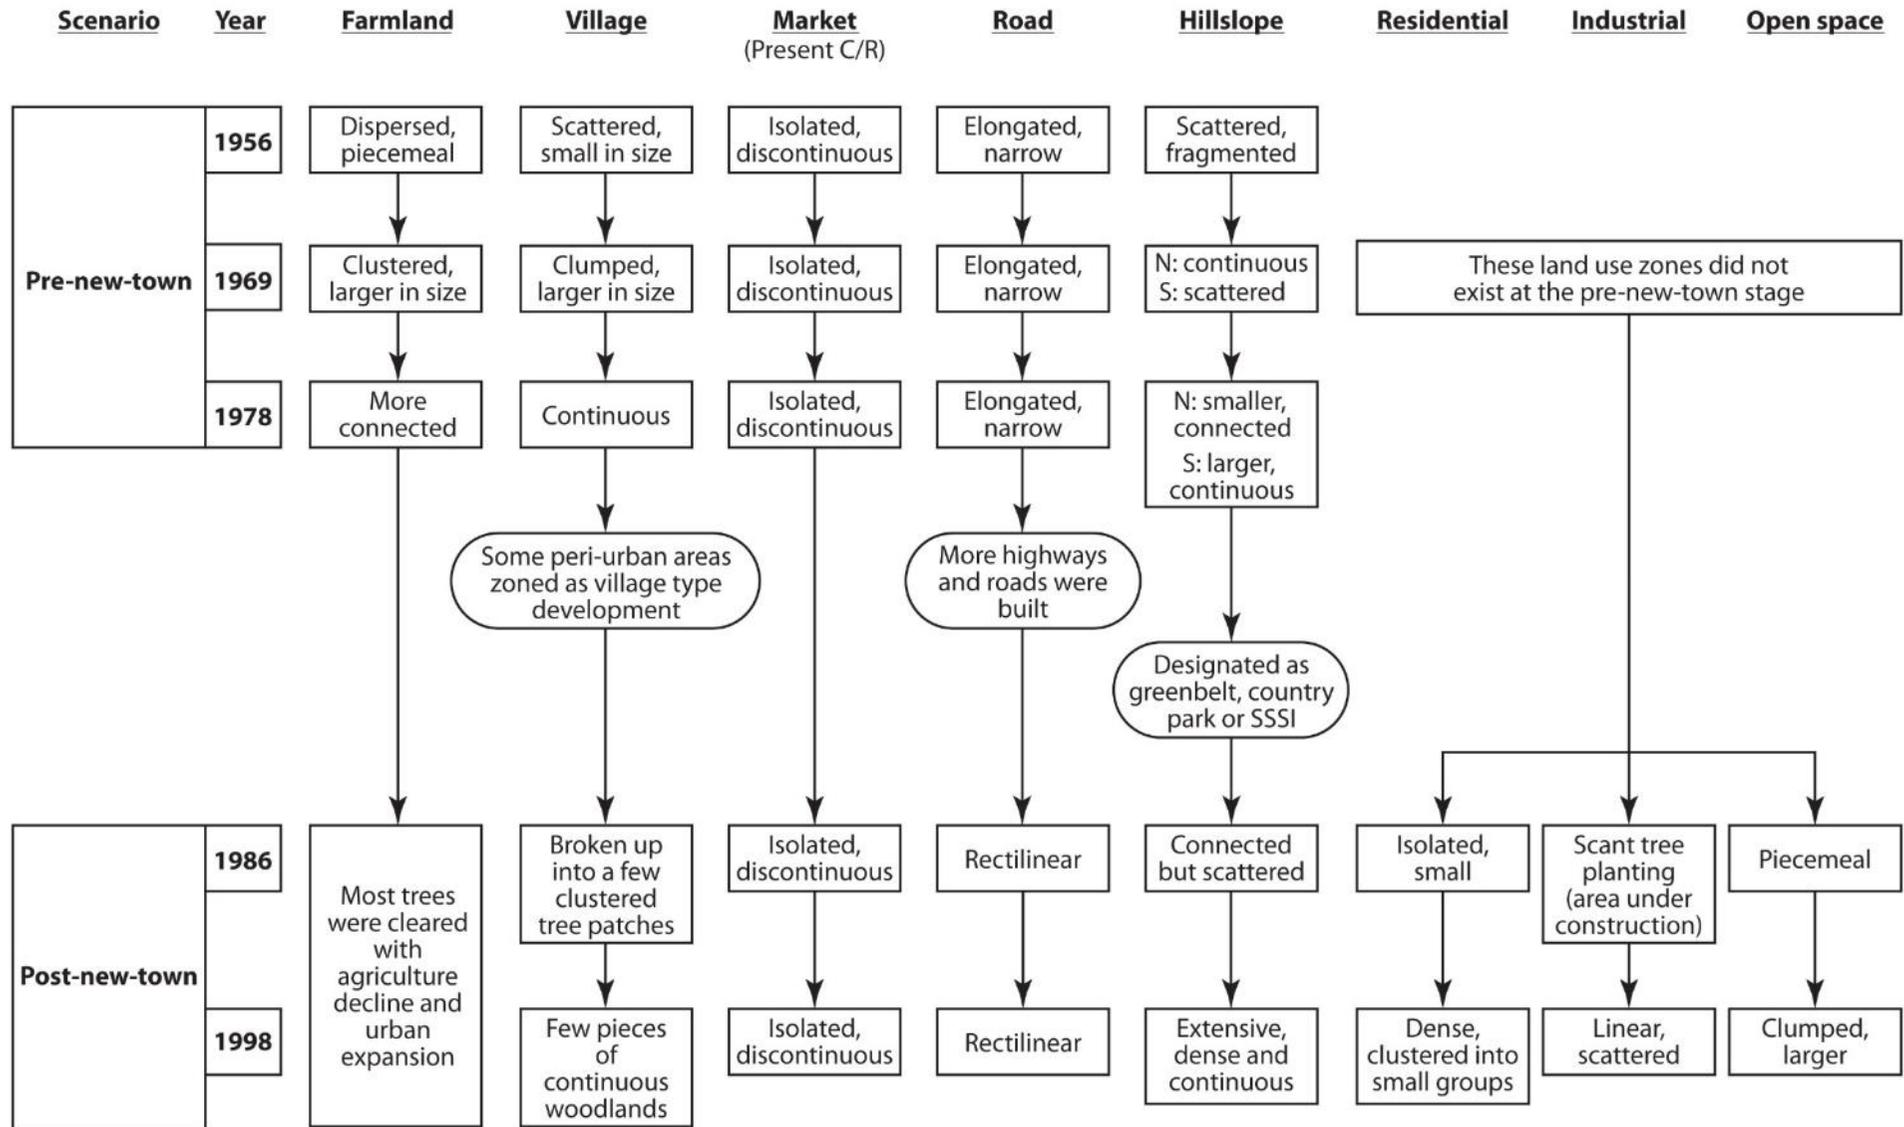 Scenario
Year
Farmland
Village
Market
(Present C/R)
Road
Hillslope
Residential
Industrial
Open space
Pre-new-town
1956
Dispersed,
piecemeal
Scattered,
small in size
Isolated,
discontinuous
Elongated,
narrow
Scattered,
fragmented
1969
Clustered,
larger in size
Clumped,
larger in size
Isolated,
discontinuous
Elongated,
narrow
N: continuous
S: scattered
These land use zones did not
exist at the pre-new-town stage
1978
More
connected
Continuous
Isolated,
discontinuous
Elongated,
narrow
N: smaller,
connected
S: larger,
continuous
Some peri-urban areas
zoned as village type
development
More highways
and roads were
built
Designated as
greenbelt, country
park or SSSI
Post-new-town
1986
Most trees
were cleared
with
agriculture
decline and
urban
expansion
Broken up
into a few
clustered
tree patches
Isolated,
discontinuous
Rectilinear
Connected
but scattered
Isolated,
small
Scant tree
planting
(area under
construction)
Piecemeal
1998
Few pieces
of
continuous
woodlands
Isolated,
discontinuous
Rectilinear
Extensive,
dense and
continuous
Dense,
clustered into
small groups
Linear,
scattered
Clumped,
larger